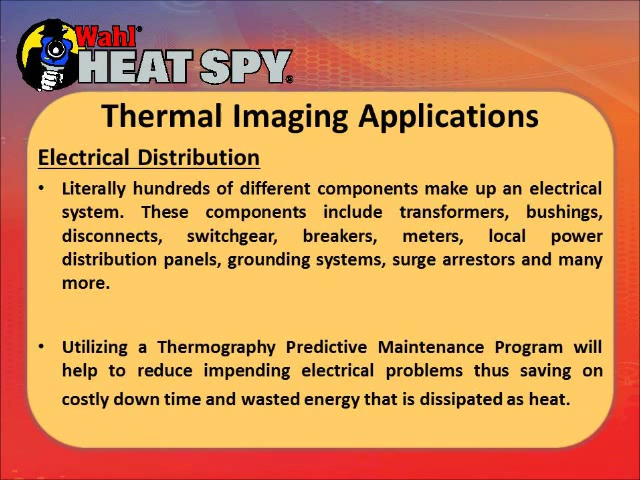 Wahl®
HEAT SPY®
Thermal Imaging Applications
Electrical Distribution
• Literally hundreds of different components make up an electrical
system. These components include transformers, bushings,
disconnects, switchgear, breakers, meters, local power
distribution panels, grounding systems, surge arrestors and many
more.
• Utilizing a Thermography Predictive Maintenance Program will
help to reduce impending electrical problems thus saving on
costly down time and wasted energy that is dissipated as heat.